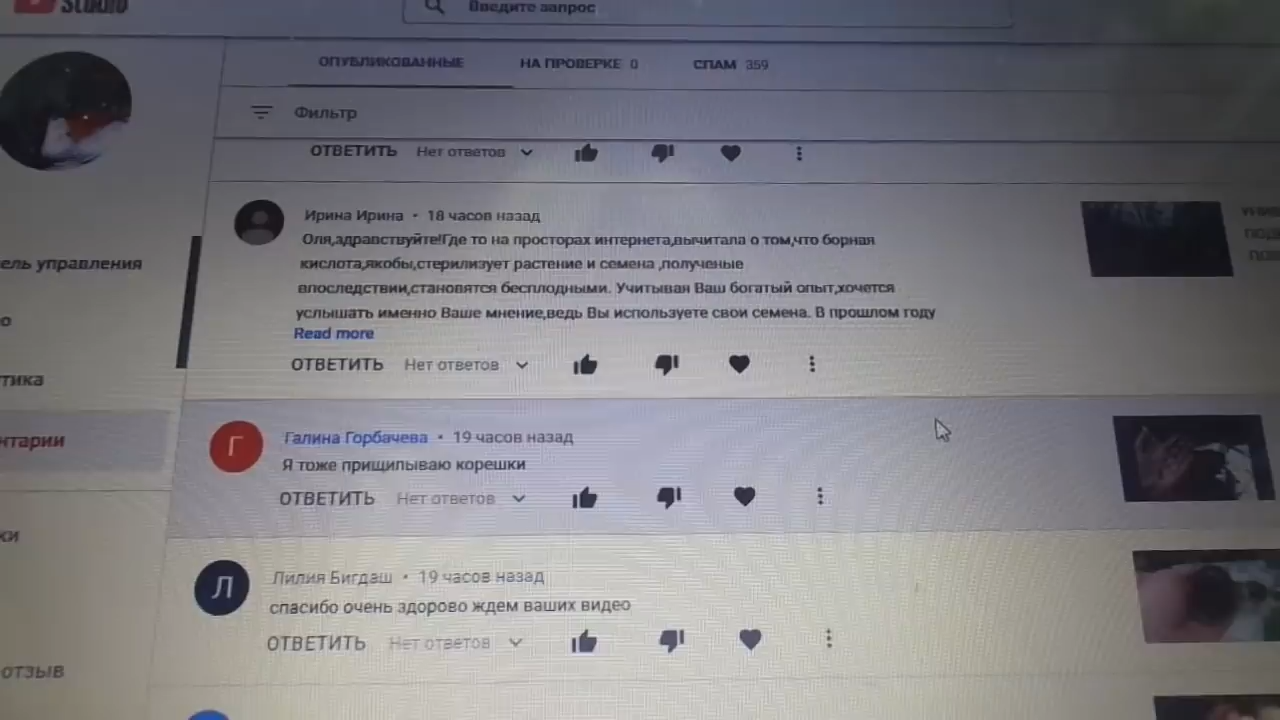 Studio
Введите запрос
ОПУБЛИКОВАННЫЕ НА ПРОВЕРКЕ 0 СПАМ 359
Фильтр
ОТВЕТИТЬ Нет ответов
Ирина Ирина • 18 часов назад
Оля,здравствуйте!Где то на просторах интернета,вычитала о том,что борная
кислота,якобы,стерилизует растение и семена ,полученые
впоследствии,становятся бесплодными. Учитывая Ваш богатый опыт,хочется
услышать именно Ваше мнение,ведь Вы используете свои семена. В прошлом году
Read more
ОТВЕТИТЬ Нет ответов
ель управления
о
тика
нтарии
Г
Галина Горбачева • 19 часов назад
Я тоже прищипываю корешки
ОТВЕТИТЬ Нет ответов
ки
Л
Лилия Бигдаш • 19 часов назад
спасибо очень здорово ждем ваших видео
ОТВЕТИТЬ Нет ответов
отзыв